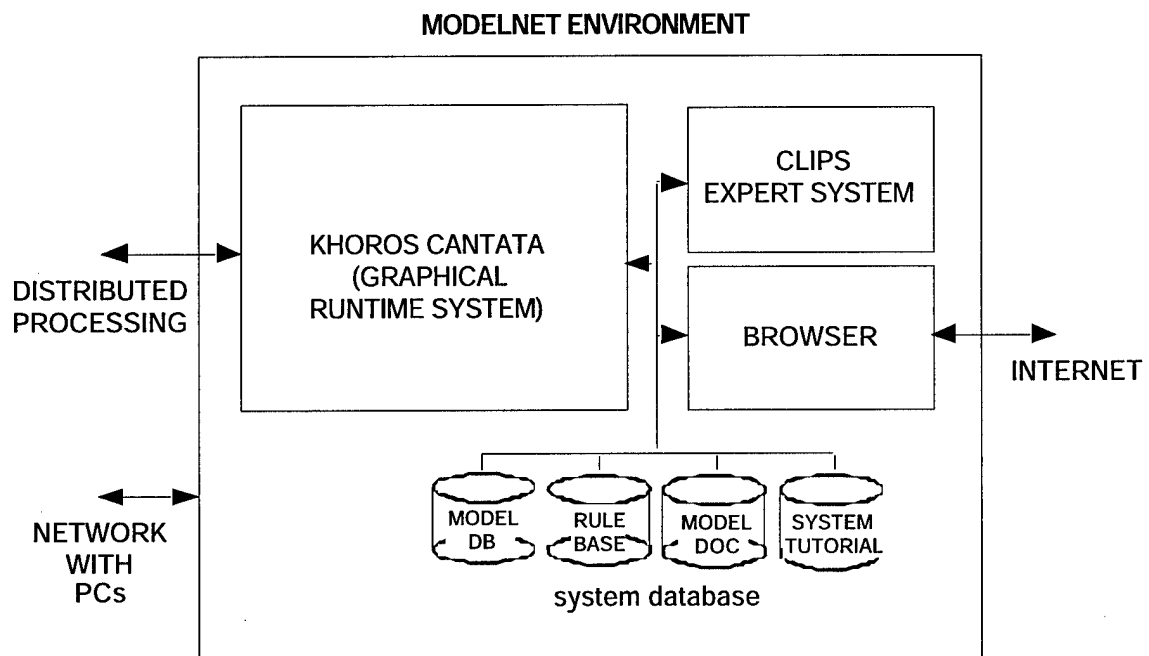 MODELNET ENVIRONMENT
CLIPS
EXPERT SYSTEM
KHOROS CANTATA
(GRAPHICAL
RUNTIME SYSTEM)
DISTRIBUTED
PROCESSING
BROWSER
INTERNET
NETWORK
WITH
PCs
MODEL
DB
RULE
BASE
MODEL
DOC
SYSTEM
TUTORIAL
system database